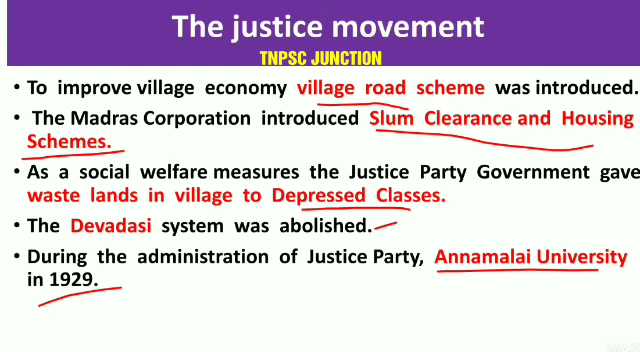 The justice movement
TNPSC JUNCTION
• To improve village economy village road scheme was introduced.
• The Madras Corporation introduced Slum Clearance and Housing
Schemes.
• As a social welfare measures the Justice Party Government gave
waste lands in village to Depressed Classes.
• The Devadasi system was abolished.
• During the administration of Justice Party, Annamalai University
in 1929.